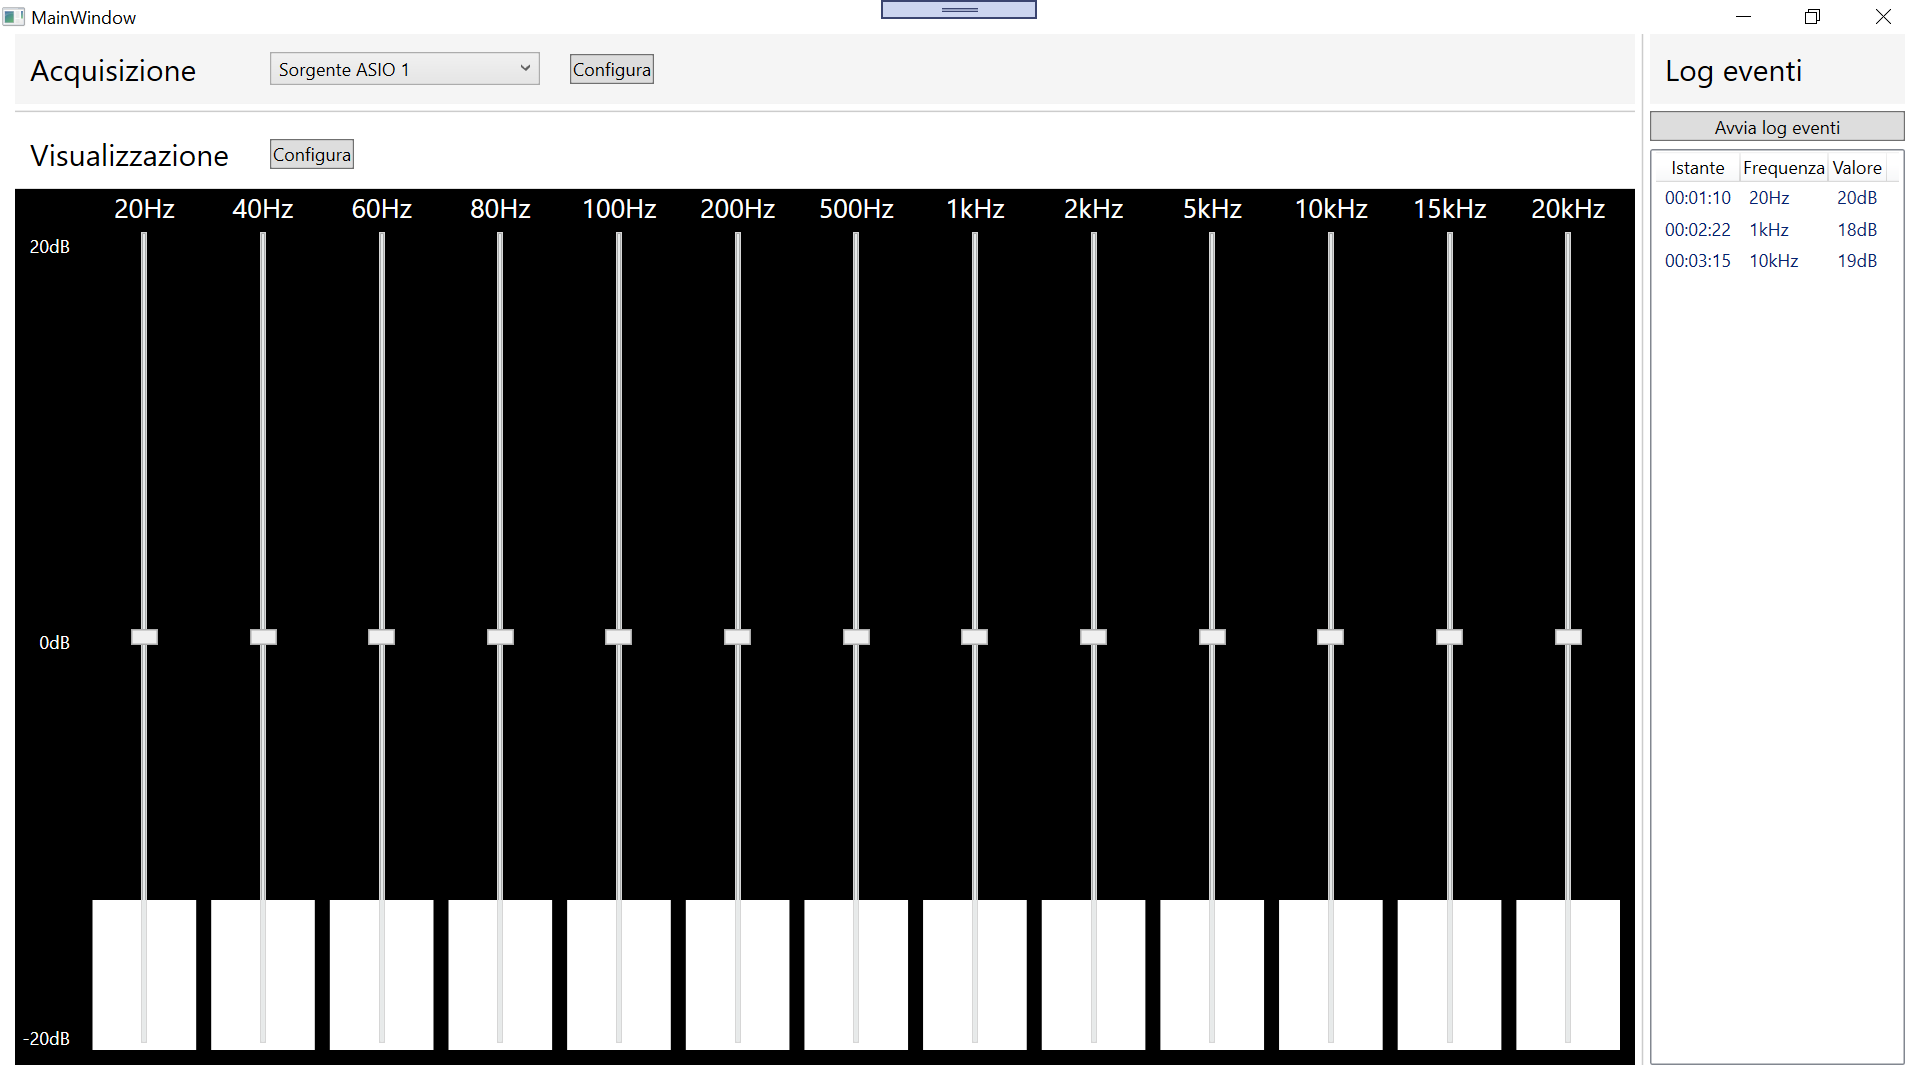 MainWindow
Acquisizione
Sorgente ASIO 1
Configura
Visualizzazione
Configura
20Hz 40Hz 60Hz 80Hz 100Hz 200Hz 500Hz 1kHz 2kHz 5kHz 10kHz 15kHz 20kHz
20dB
0dB
-20dB
Log eventi
Avvia log eventi
Istante Frequenza Valore
00:01:10 20Hz 20dB
00:02:22 1kHz 18dB
00:03:15 10kHz 19dB